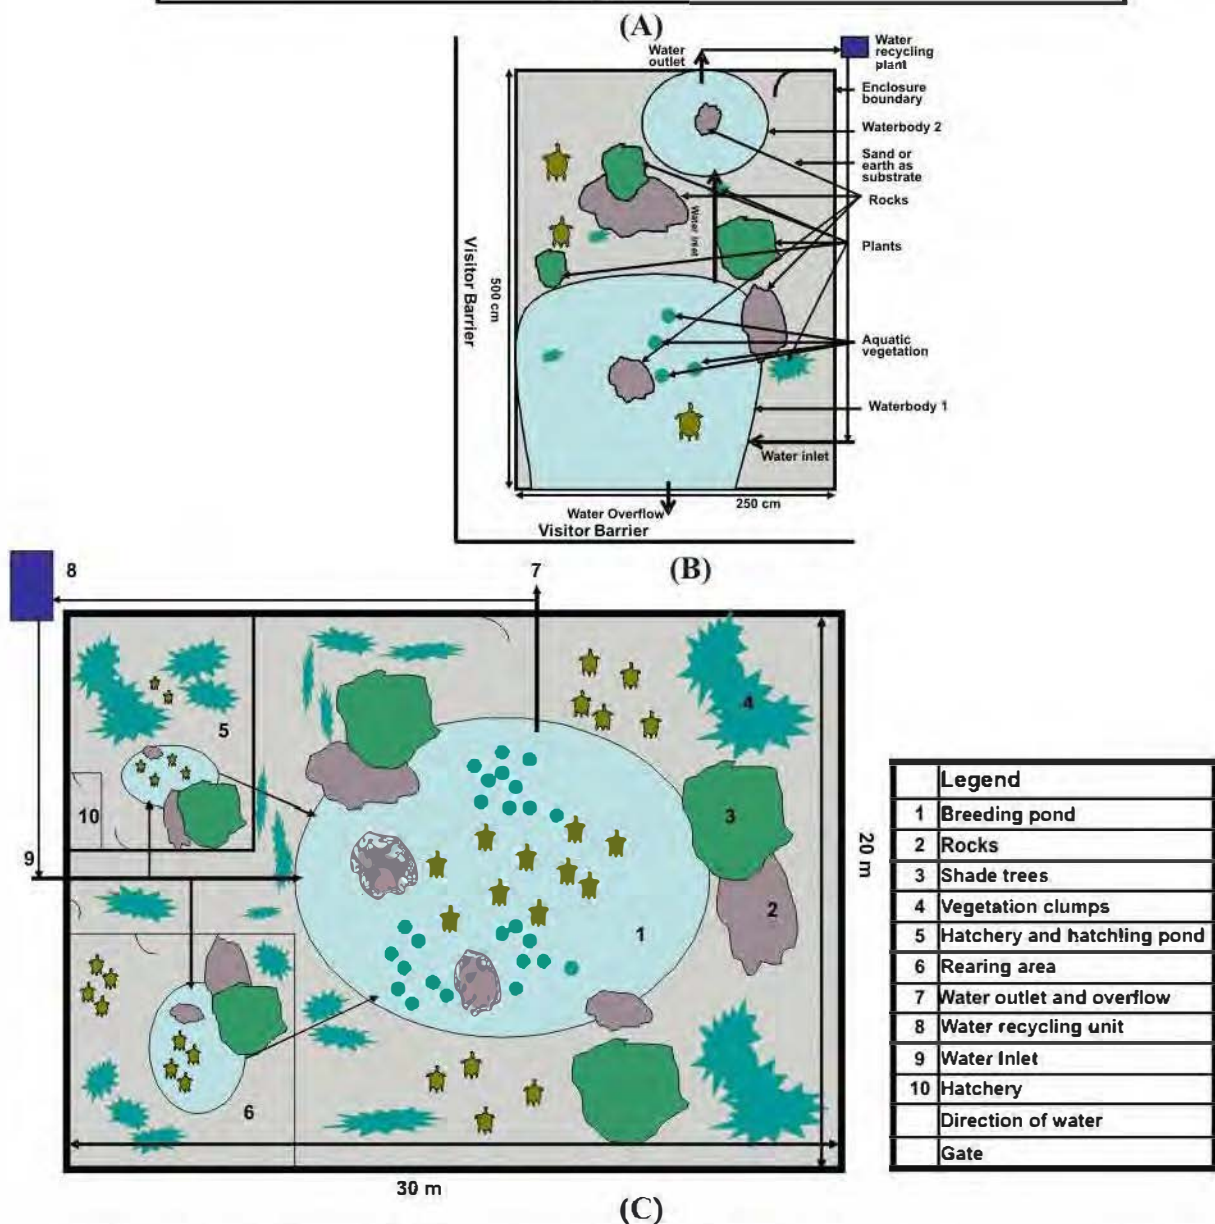 (A)
Water
outlet
Water
recycling
plant
Enclosure
boundary
Waterbody 2
Sand or
earth as
substrate
Rocks
Water inlet
Plants
Visitor Barrier
500 cm
Aquatic
vegetation
Waterbody 1
Water inlet
250 cm
Water Overflow
Visitor Barrier
(B)
8
7
4
5
10
3
9
20 m
2
1
6
30 m
Legend
1 Breeding pond
2 Rocks
3 Shade trees
4 Vegetation clumps
5 Hatchery and hatchling pond
6 Rearing area
7 Water outlet and overflow
8 Water recycling unit
9 Water Inlet
10 Hatchery
Direction of water
Gate
(C)